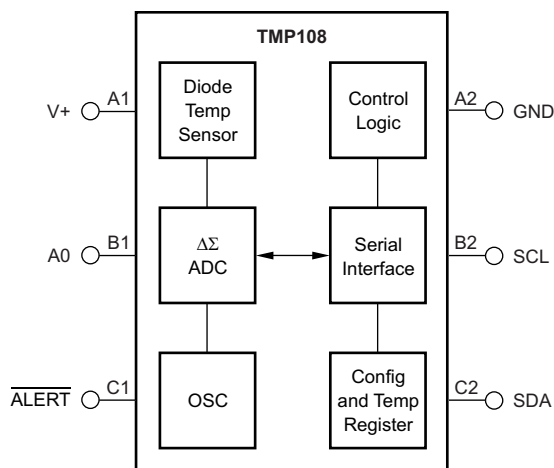 TMP108
Diode
Temp
Sensor
Control
Logic
V+ A1
A2 GND
ΔΣ
ADC
Serial
Interface
A0 B1
B2 SCL
OSC
Config
and Temp
Register
ALERT C1
C2 SDA